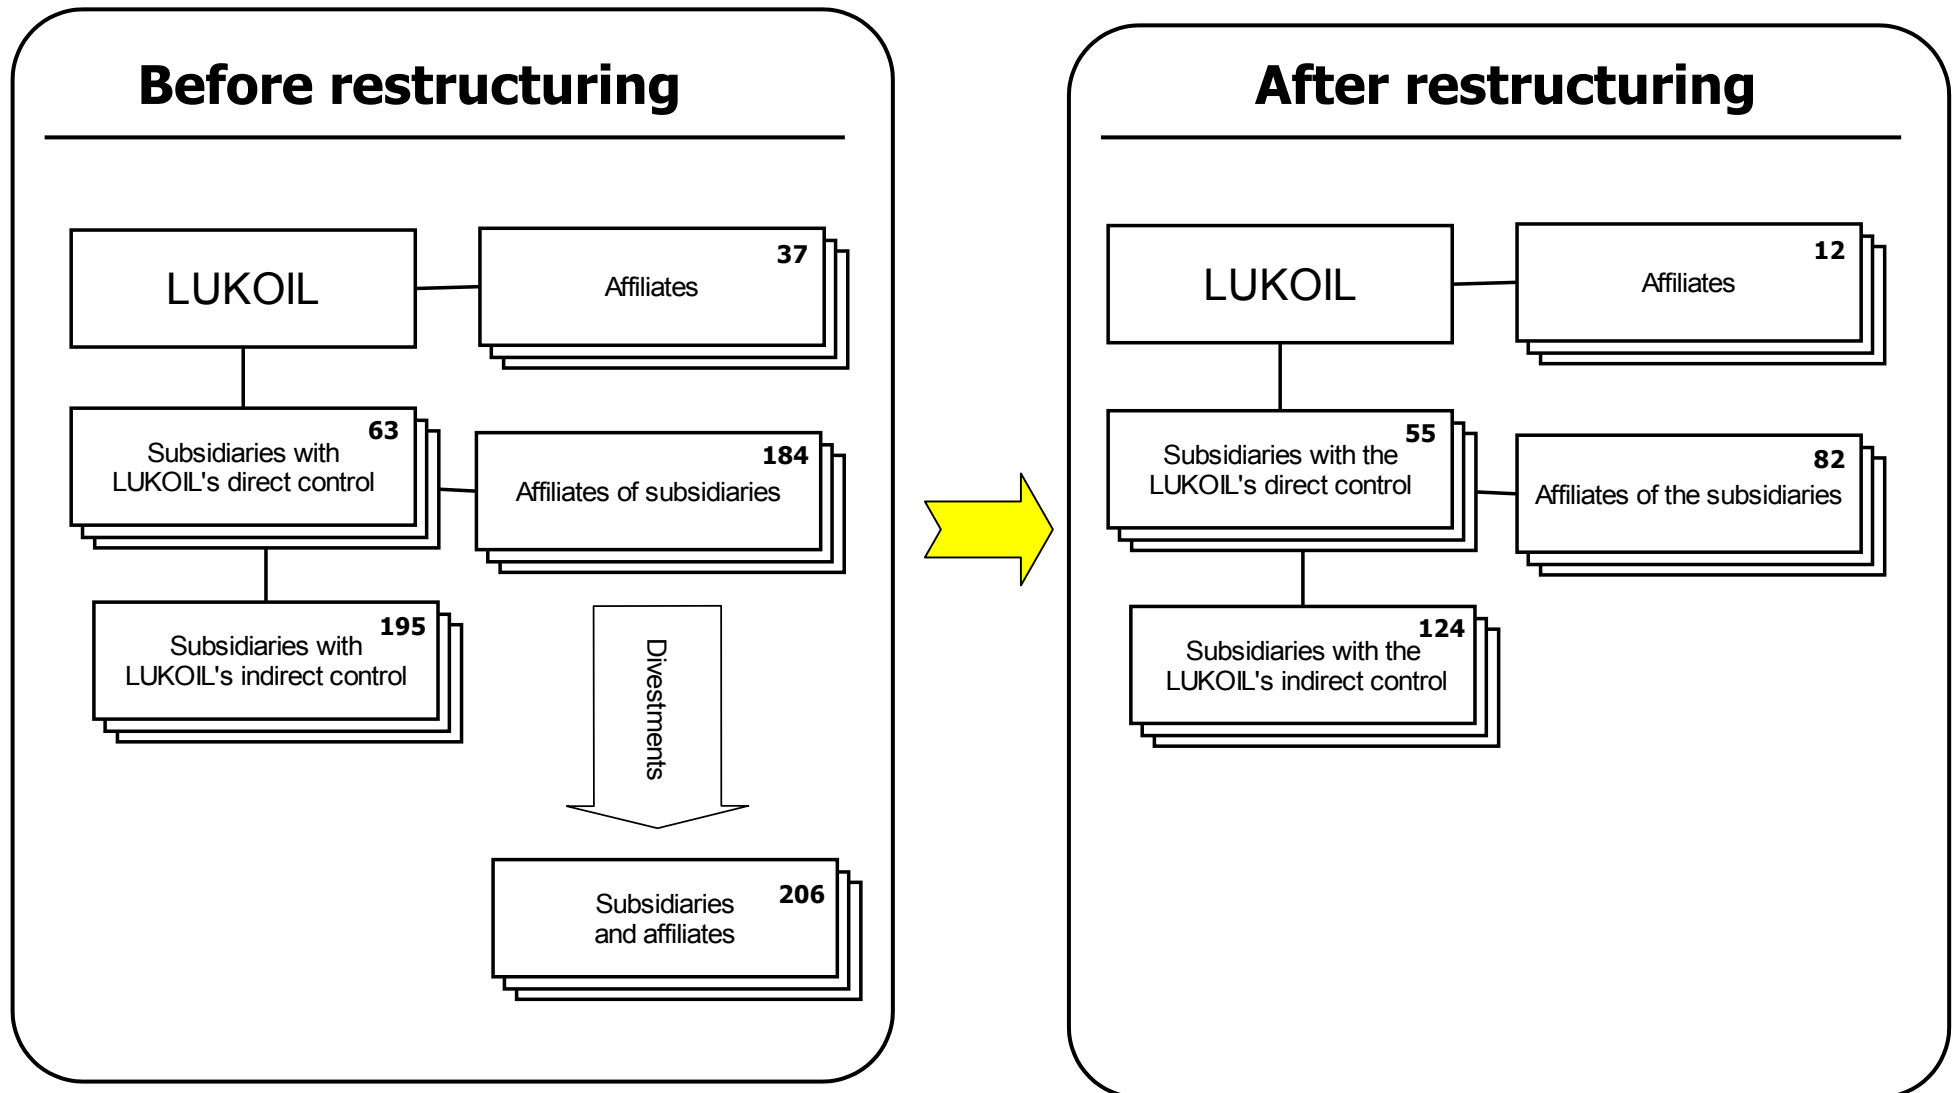 Before restructuring
LUKOIL
37
Affiliates
63
Subsidiaries with
LUKOIL's direct control
184
Affiliates of subsidiaries
195
Subsidiaries with
LUKOIL's indirect control
Divestments
206
Subsidiaries
and affiliates
After restructuring
LUKOIL
12
Affiliates
55
Subsidiaries with the
LUKOIL's direct control
82
Affiliates of the subsidiaries
124
Subsidiaries with the
LUKOIL's indirect control